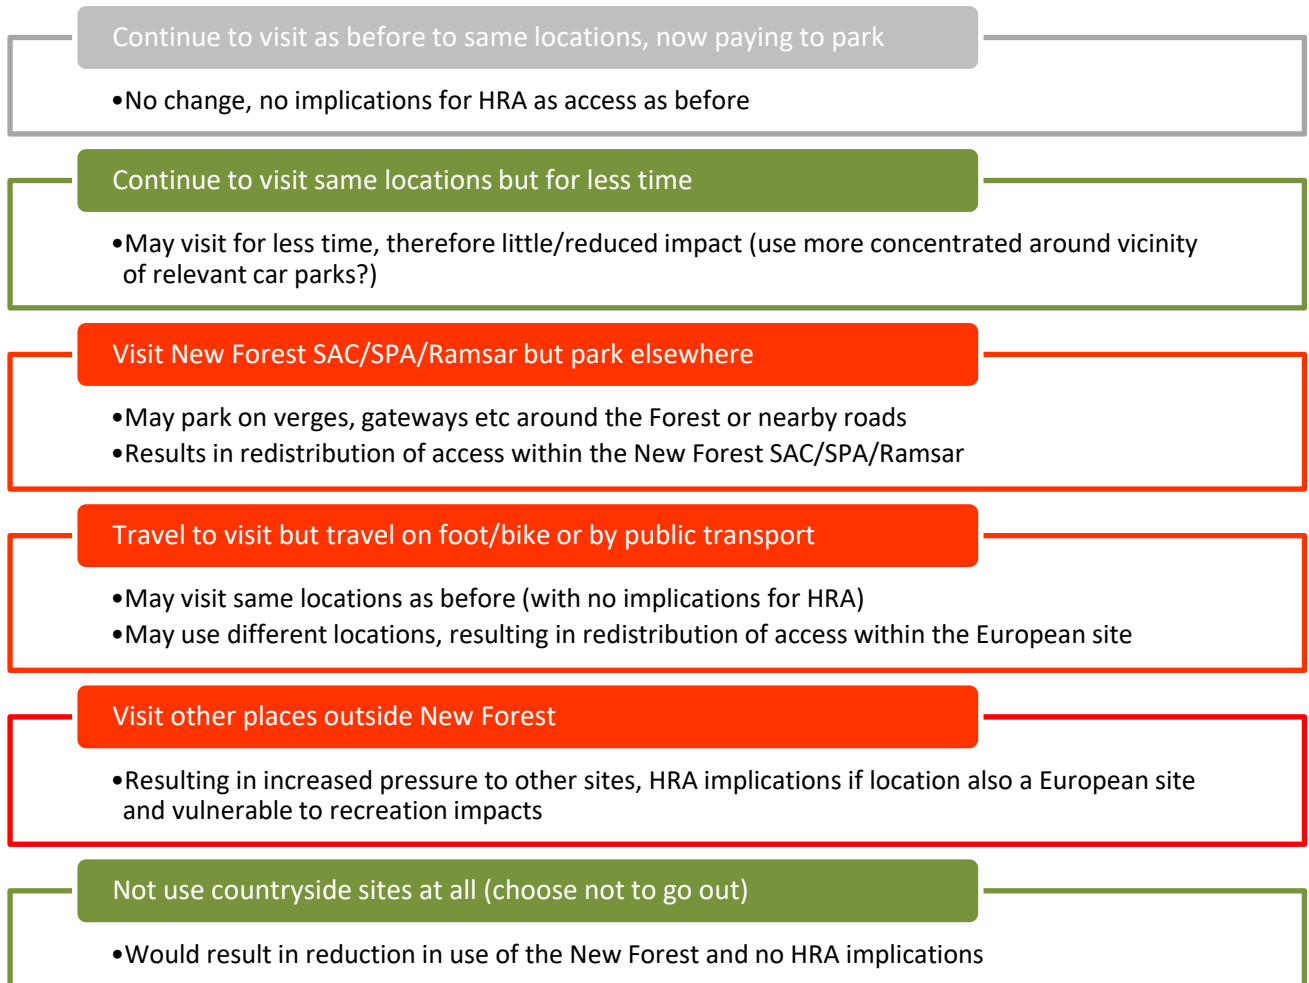 Continue to visit as before to same locations, now paying to park
•No change, no implications for HRA as access as before
Continue to visit same locations but for less time
•May visit for less time, therefore little/reduced impact (use more concentrated around vicinity
of relevant car parks?)
Visit New Forest SAC/SPA/Ramsar but park elsewhere
•May park on verges, gateways etc around the Forest or nearby roads
•Results in redistribution of access within the New Forest SAC/SPA/Ramsar
Travel to visit but travel on foot/bike or by public transport
•May visit same locations as before (with no implications for HRA)
•May use different locations, resulting in redistribution of access within the European site
Visit other places outside New Forest
•Resulting in increased pressure to other sites, HRA implications if location also a European site
and vulnerable to recreation impacts
Not use countryside sites at all (choose not to go out)
•Would result in reduction in use of the New Forest and no HRA implications